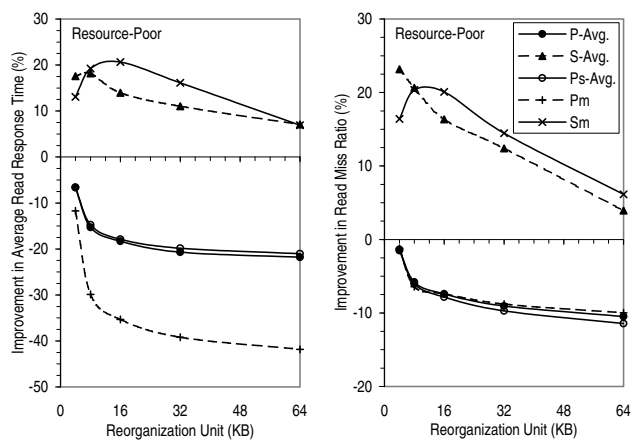 Resource-Poor
30
20
10
0
-10
-20
-30
-40
-50
0
16
32
48
64
Improvement in Average Read Response Time (%)
Reorganization Unit (KB)
Resource-Poor
P-Avg.
S-Avg.
Ps-Avg.
Pm
Sm
30
20
10
0
-10
-20
0
16
32
48
64
Improvement in Read Miss Ratio (%)
Reorganization Unit (KB)